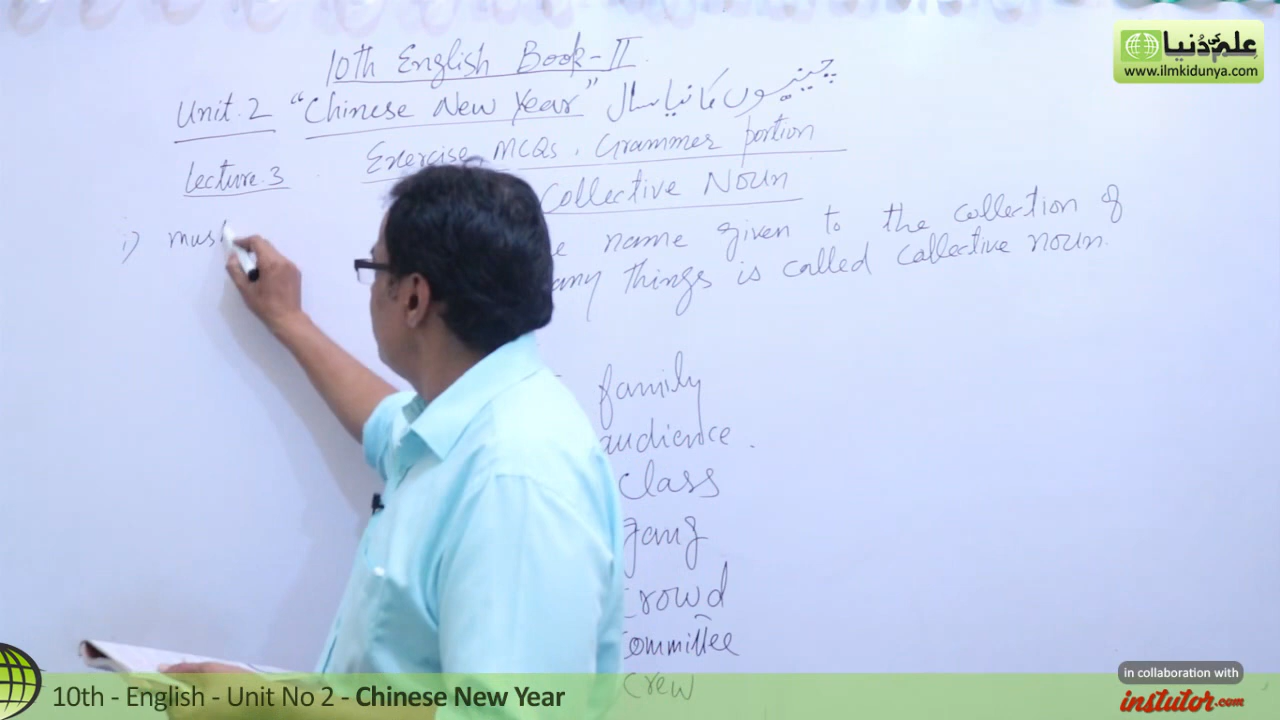 10th English Book-II
Unit.2 "Chinese New Year" چینیوں کا نیا سال
Lecture.3 Exercise, MCQs, Grammer portion
Collective Noun
i) mus
name given to the collection of
any things is called collective noun.
family
audience.
class
gang
crowd
committee
crew
علم کی دُنیا
www.ilmkidunya.com
10th - English - Unit No 2 - Chinese New Year
in collaboration with
instutor.com